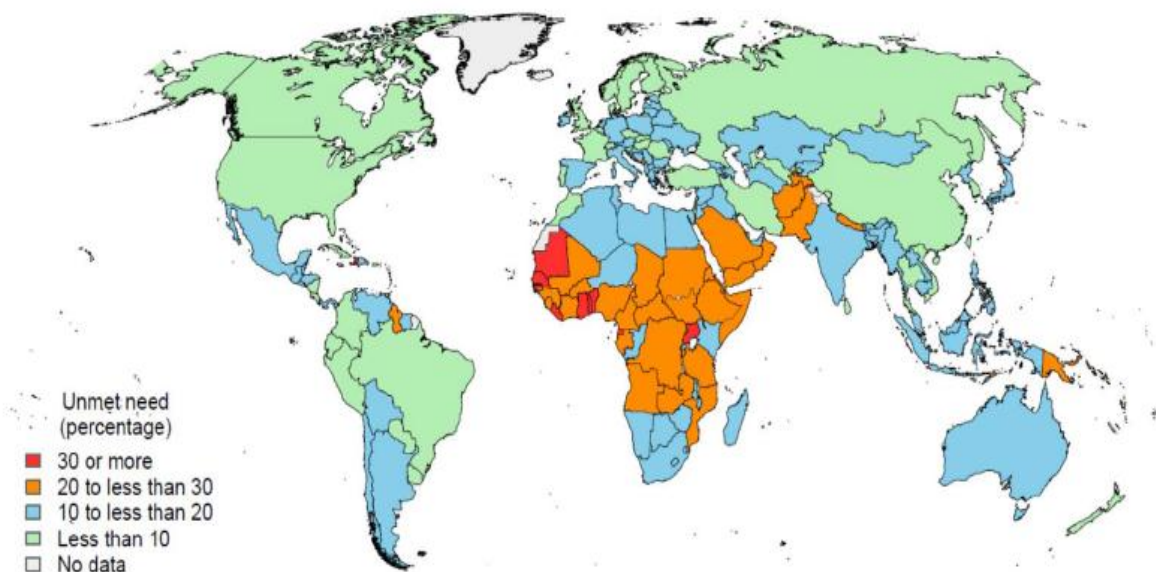 Unmet need
(percentage)
30 or more
20 to less than 30
10 to less than 20
Less than 10
No data